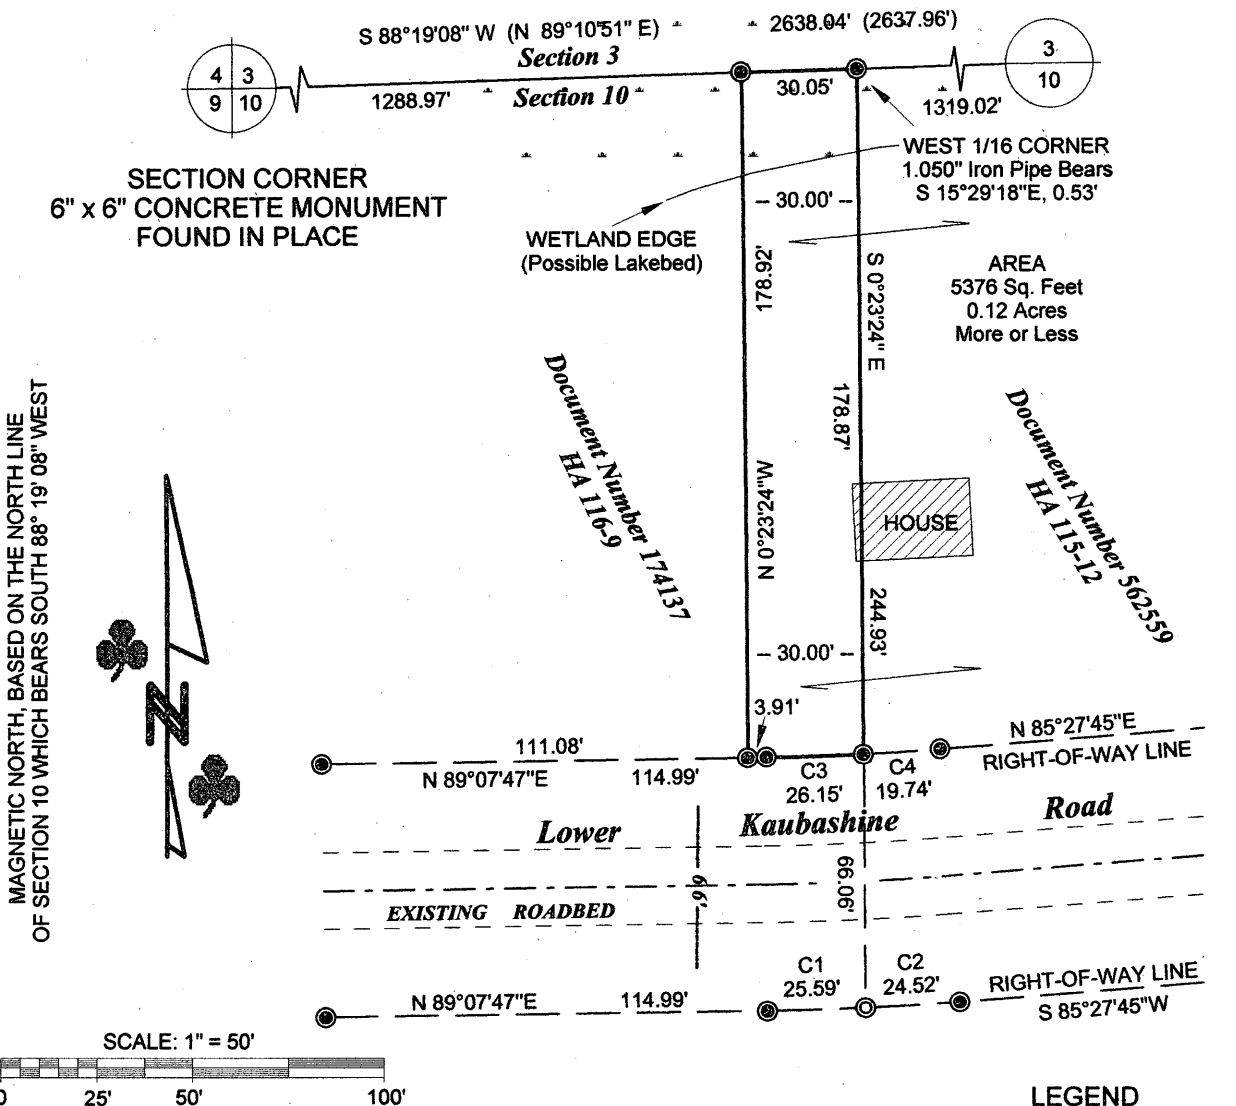 S 88°19'08" W (N 89°10'51" E)
2638.04' (2637.96')
Section 3
4 3
9 10
3
10
1288.97'
Section 10
30.05'
1319.02'
WEST 1/16 CORNER
1.050" Iron Pipe Bears
S 15°29'18"E, 0.53'
SECTION CORNER
6" x 6" CONCRETE MONUMENT
FOUND IN PLACE
30.00'
WETLAND EDGE
(Possible Lakebed)
178.92'
S 0°23'24" E
AREA
5376 Sq. Feet
0.12 Acres
More or Less
Document Number 174137
HA 116-9
178.87'
Document Number 562559
HA 115-12
N 0°23'24"W
HOUSE
244.93'
MAGNETIC NORTH, BASED ON THE NORTH LINE
OF SECTION 10 WHICH BEARS SOUTH 88° 19' 08" WEST
N
30.00'
3.91'
111.08'
N 89°07'47"E
114.99'
C3
26.15'
C4
19.74'
N 85°27'45"E
RIGHT-OF-WAY LINE
Lower Kaubashine Road
66'
66.06'
EXISTING ROADBED
C1
25.59'
C2
24.52'
N 89°07'47"E
114.99'
RIGHT-OF-WAY LINE
S 85°27'45"W
SCALE: 1" = 50'
0 25' 50' 100'
LEGEND